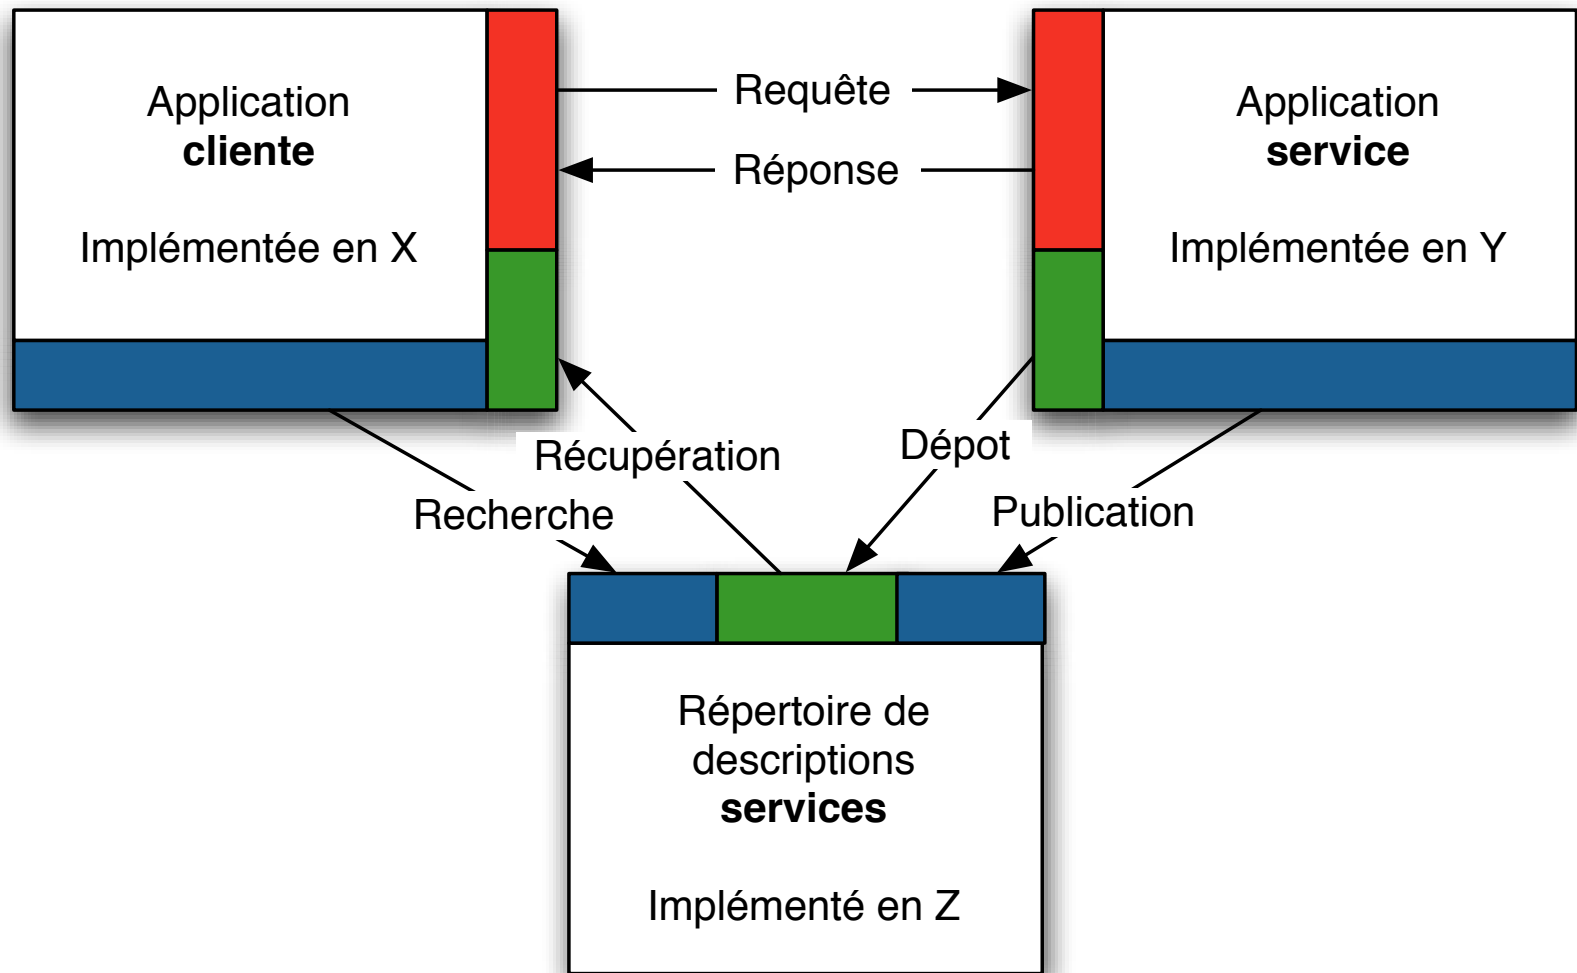 Application
cliente
Implémentée en X
Requête
Réponse
Application
service
Implémentée en Y
Récupération
Recherche
Dépot
Publication
Répertoire de
descriptions
services
Implémenté en Z